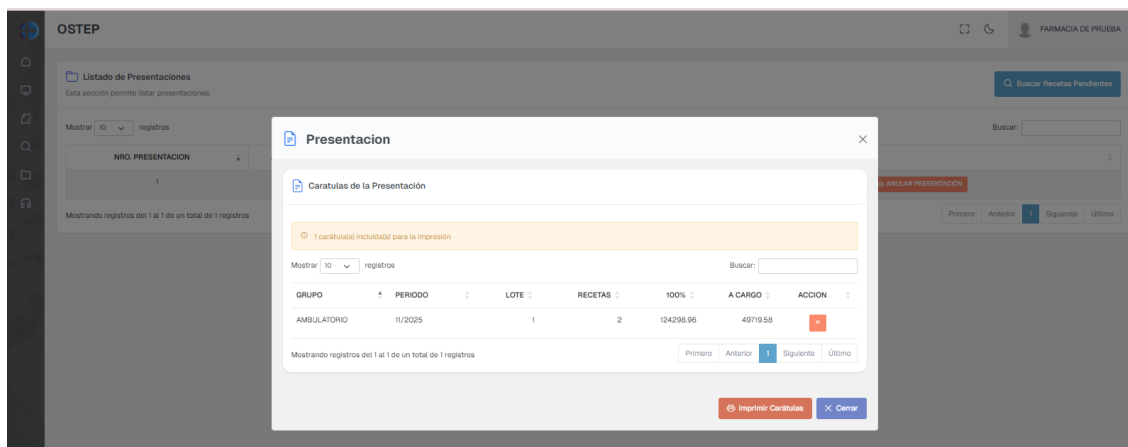 OSTEP
FARMACIA DE PRUEBA
Listado de Presentaciones
Esta sección permite listar presentaciones.
Buscar Recetas Pendientes
Mostrar 10 registros
Buscar:
NRO. PRESENTACION
1
ANULAR PRESENTACIÓN
Mostrando registros del 1 al 1 de un total de 1 registros
Primero Anterior 1 Siguiente Último
Presentacion
Caratulas de la Presentación
1 carátula(s) incluida(s) para la impresión
Mostrar 10 registros
Buscar:
GRUPO PERIODO LOTE RECETAS 100% A CARGO ACCION
AMBULATORIO 11/2025 1 2 124298.96 49719.58
Mostrando registros del 1 al 1 de un total de 1 registros
Primero Anterior 1 Siguiente Último
Imprimir Carátulas
Cerrar